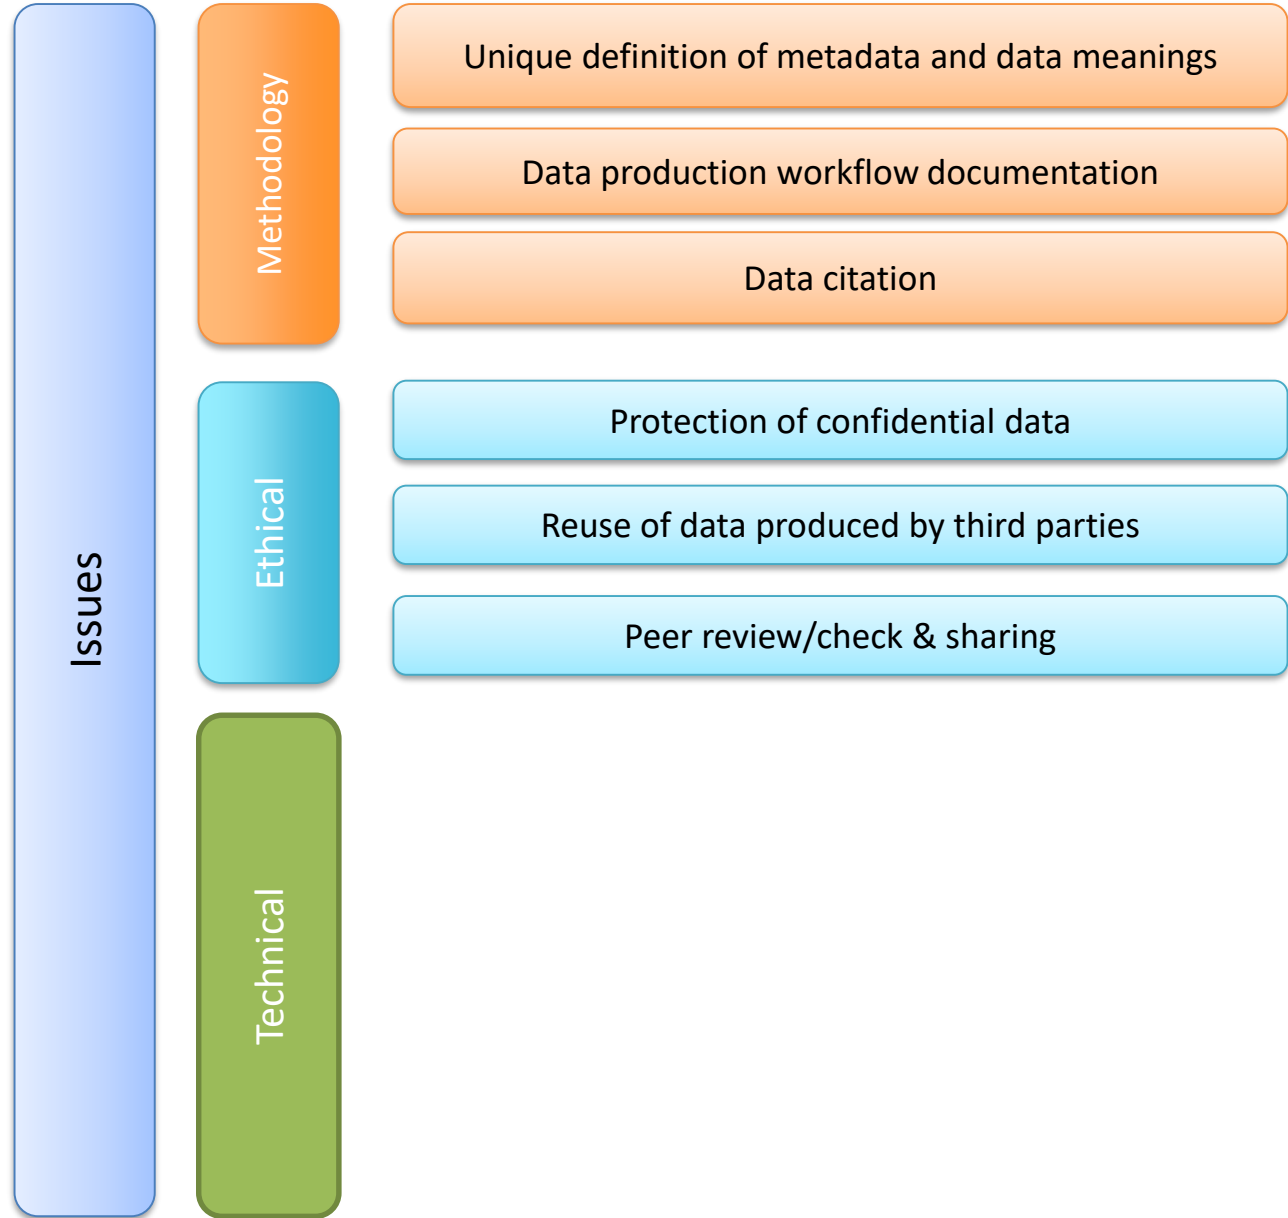 Issues
Methodology
Unique definition of metadata and data meanings
Data production workflow documentation
Data citation
Ethical
Protection of confidential data
Reuse of data produced by third parties
Peer review/check & sharing
Technical